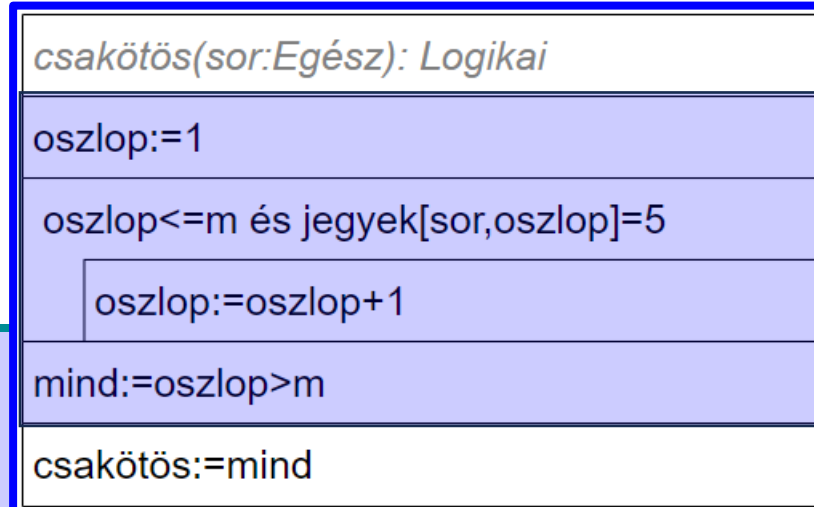 csakötös(sor:Egész): Logikai
oszlop:=1
oszlop<=m és jegyek[sor,oszlop]=5
oszlop:=oszlop+1
mind:=oszlop>m
csakötös:=mind